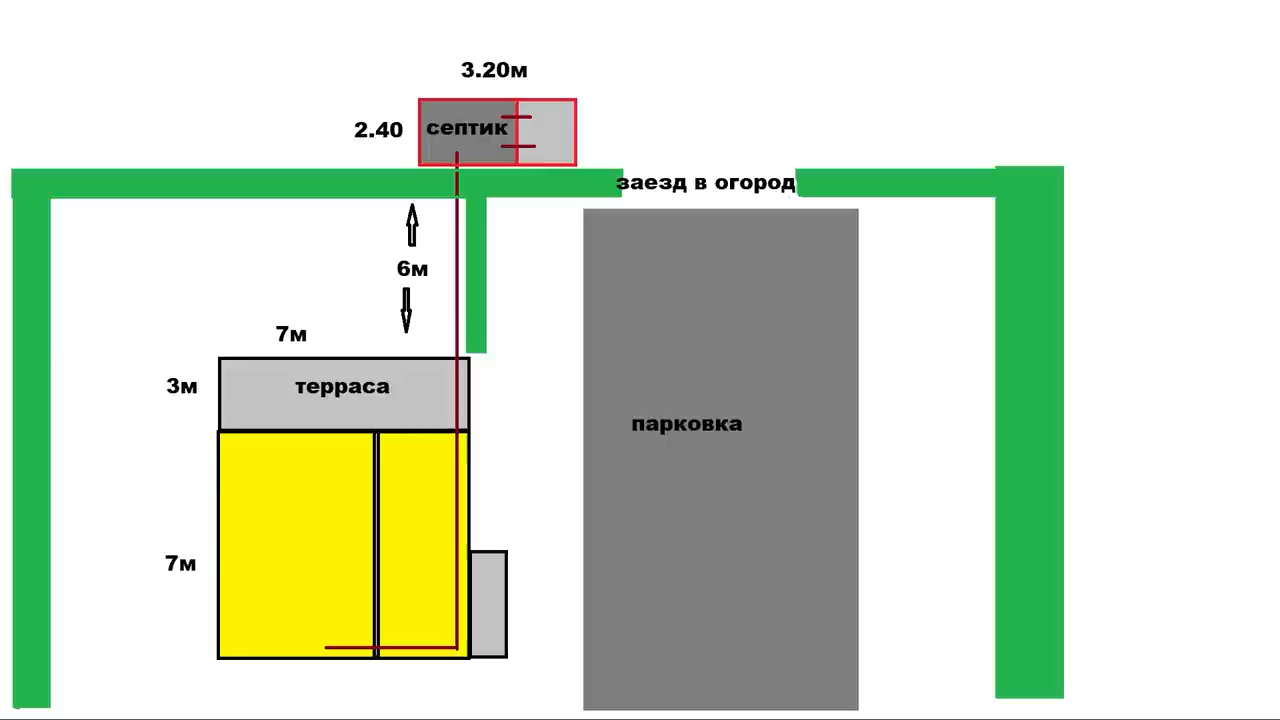 3.20м
2.40
септик
заезд в огород
6м
7м
3м
терраса
парковка
7м